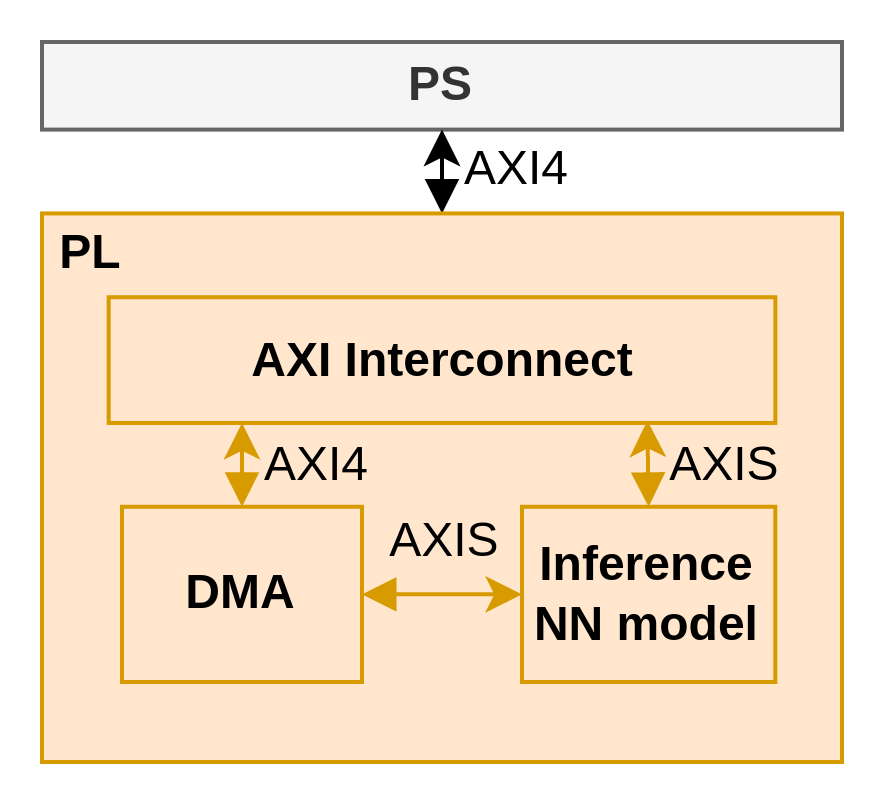 PS
AXI4
PL
AXI Interconnect
AXI4
AXIS
AXIS
DMA
Inference
NN model